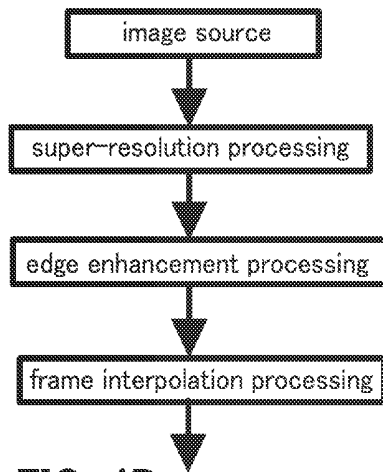 image source
super-resolution processing
edge enhancement processing
frame interpolation processing